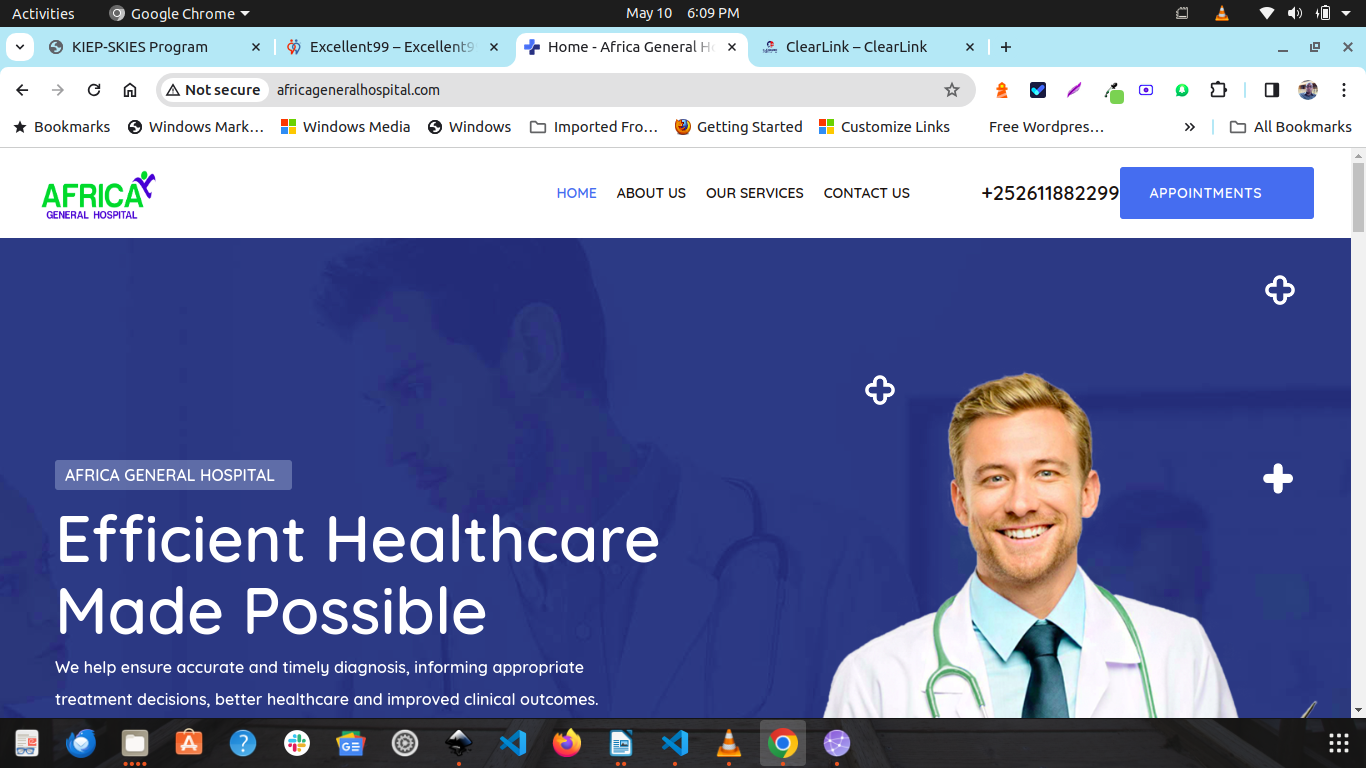 Activities
Google Chrome
May 10 6:09 PM
KIEP-SKIES Program
Excellent99 – Excellent9
Home - Africa General H
ClearLink – ClearLink
Not secure
africageneralhospital.com
Bookmarks
Windows Mark…
Windows Media
Windows
Imported Fro…
Getting Started
Customize Links
Free Wordpres…
All Bookmarks
AFRICA
GENERAL HOSPITAL
HOME
ABOUT US
OUR SERVICES
CONTACT US
+252611882299
APPOINTMENTS
AFRICA GENERAL HOSPITAL
Efficient Healthcare
Made Possible
We help ensure accurate and timely diagnosis, informing appropriate
treatment decisions, better healthcare and improved clinical outcomes.